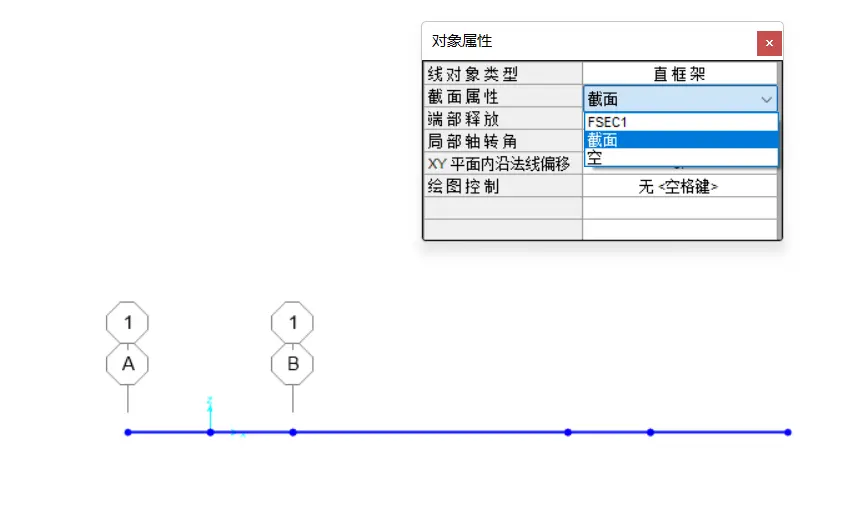 对象属性
线对象类型 直框架
截面属性 截面
FSEC1
端部释放
截面
局部轴转角
空
XY 平面内沿法线偏移
绘图控制 无 <空格键>
1 1
A B